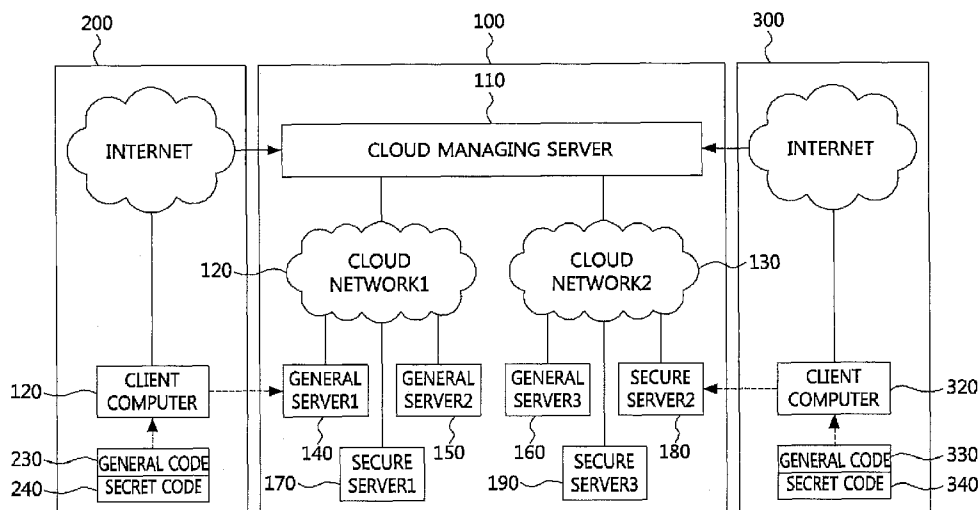 200
100
300
110
INTERNET
CLOUD MANAGING SERVER
INTERNET
120
CLOUD
NETWORK1
CLOUD
NETWORK2
130
120
CLIENT
COMPUTER
GENERAL
SERVER1
GENERAL
SERVER2
GENERAL
SERVER3
SECURE
SERVER2
CLIENT
COMPUTER
320
140
150
160
180
230
GENERAL CODE
240
SECRET CODE
170
SECURE
SERVER1
190
SECURE
SERVER3
GENERAL CODE
330
SECRET CODE
340